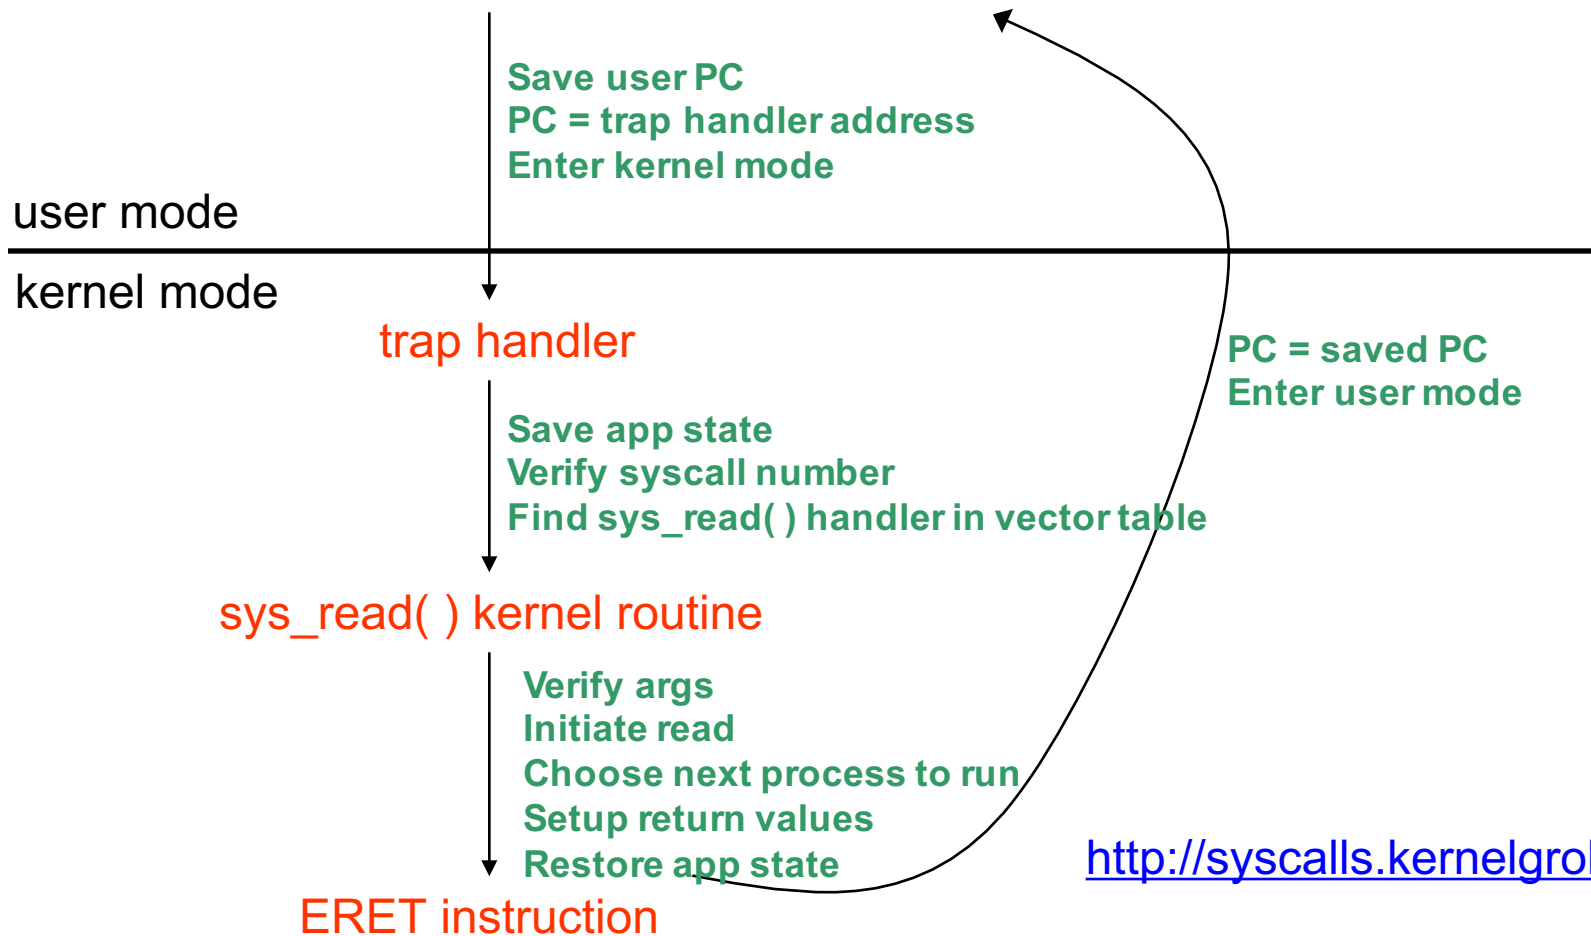 Save user PC
PC = trap handler address
Enter kernel mode
user mode
kernel mode
trap handler
PC = saved PC
Enter user mode
Save app state
Verify syscall number
Find sys_read( ) handler in vector table
sys_read( ) kernel routine
Verify args
Initiate read
Choose next process to run
Setup return values
Restore app state
http://syscalls.kernelgrok
ERET instruction